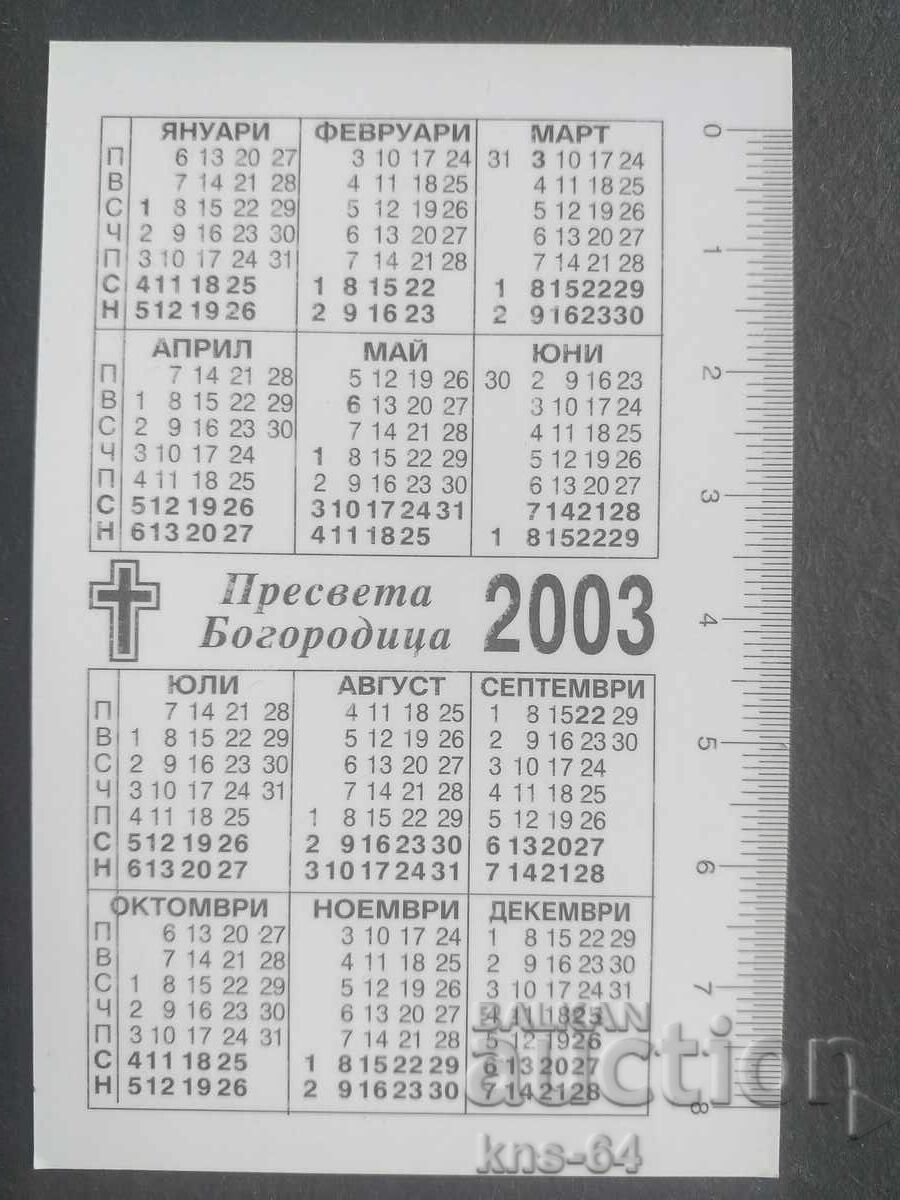 ЯНУАРИ ФЕВРУАРИ МАРТ
П 6 13 20 27 3 10 17 24 31 3 10 17 24
В 7 14 21 28 4 11 18 25 4 11 18 25
С 1 8 15 22 29 5 12 19 26 5 12 19 26
Ч 2 9 16 23 30 6 13 20 27 6 13 20 27
П 3 10 17 24 31 7 14 21 28 7 14 21 28
С 4 11 18 25 1 8 15 22 1 8 15 22 29
Н 5 12 19 26 2 9 16 23 2 9 16 23 30
АПРИЛ МАЙ ЮНИ
П 7 14 21 28 5 12 19 26 30 2 9 16 23
В 1 8 15 22 29 6 13 20 27 3 10 17 24
С 2 9 16 23 30 7 14 21 28 4 11 18 25
Ч 3 10 17 24 1 8 15 22 29 5 12 19 26
П 4 11 18 25 2 9 16 23 30 6 13 20 27
С 5 12 19 26 3 10 17 24 31 7 14 21 28
Н 6 13 20 27 4 11 18 25 1 8 15 22 29
Пресвета
Богородица
2003
ЮЛИ АВГУСТ СЕПТЕМВРИ
П 7 14 21 28 4 11 18 25 1 8 15 22 29
В 1 8 15 22 29 5 12 19 26 2 9 16 23 30
С 2 9 16 23 30 6 13 20 27 3 10 17 24
Ч 3 10 17 24 31 7 14 21 28 4 11 18 25
П 4 11 18 25 1 8 15 22 29 5 12 19 26
С 5 12 19 26 2 9 16 23 30 6 13 20 27
Н 6 13 20 27 3 10 17 24 31 7 14 21 28
ОКТОМВРИ НОЕМВРИ ДЕКЕМВРИ
П 6 13 20 27 3 10 17 24 1 8 15 22 29
В 7 14 21 28 4 11 18 25 2 9 16 23 30
С 1 8 15 22 29 5 12 19 26 3 10 17 24 31
Ч 2 9 16 23 30 6 13 20 27 4 11 18 25
П 3 10 17 24 31 7 14 21 28 5 12 19 26
С 4 11 18 25 1 8 15 22 29 6 13 20 27
Н 5 12 19 26 2 9 16 23 30 7 14 21 28
0
1
2
3
4
5
6
7
8
BALKAN
auction
kns-64